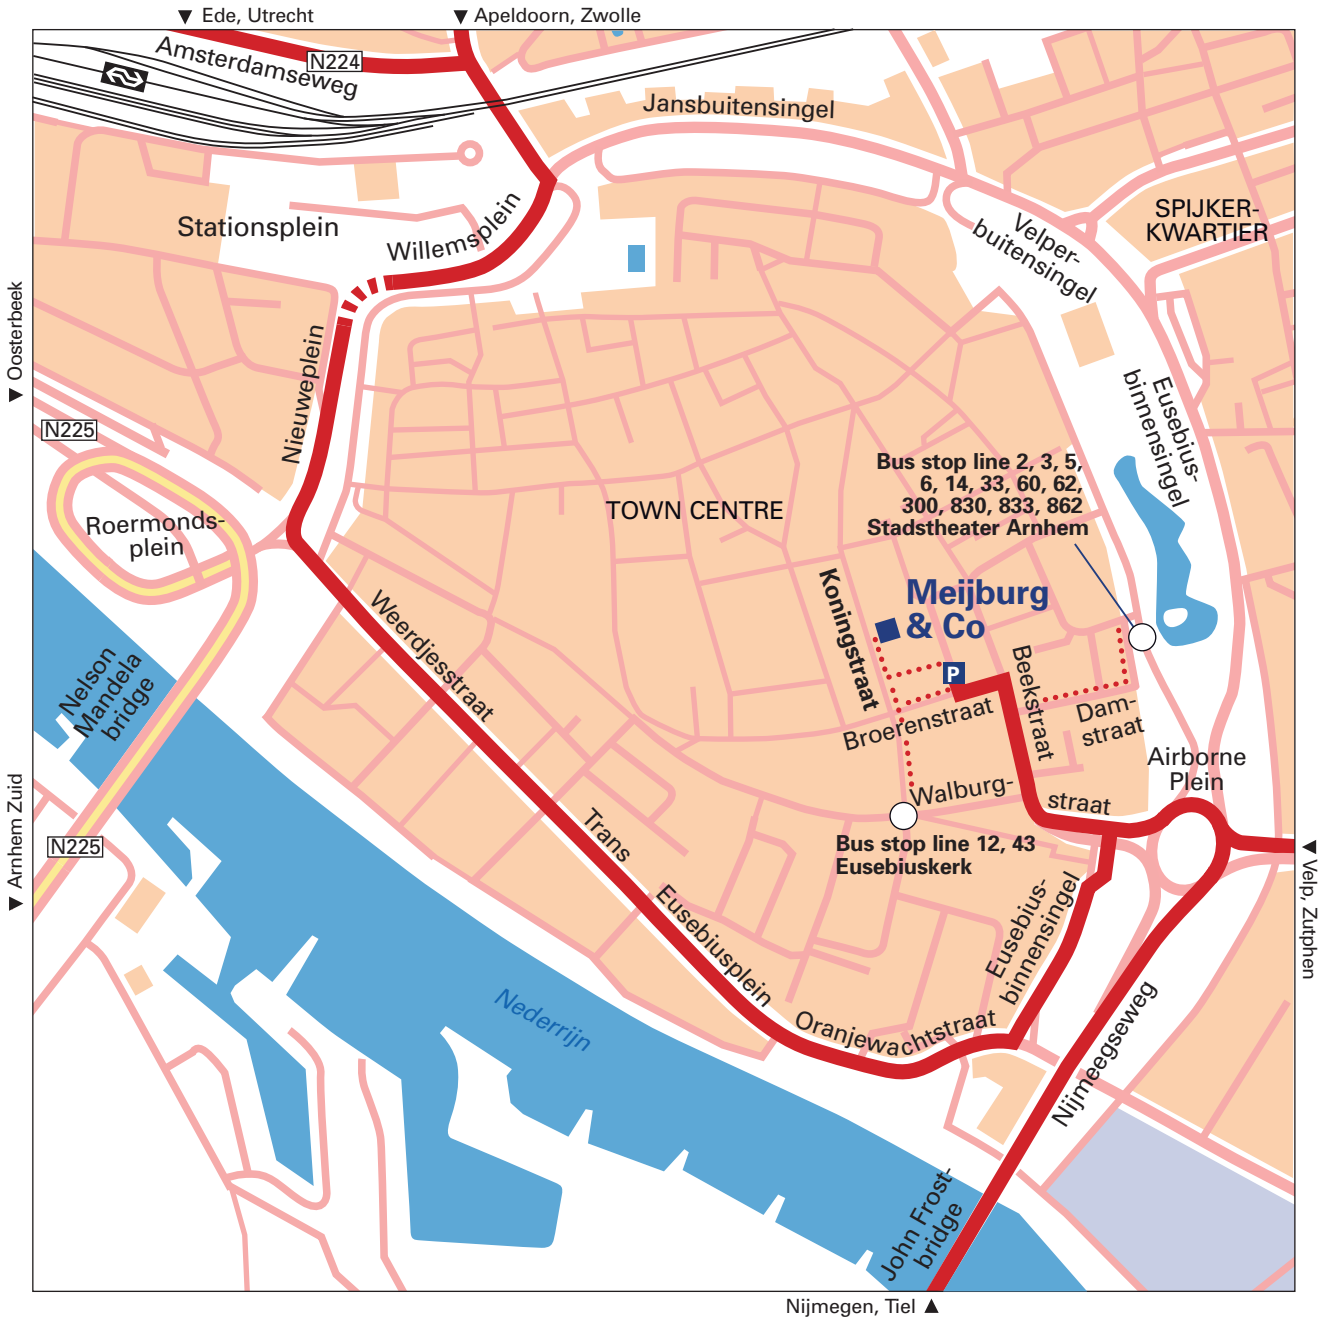 ▼ Ede, Utrecht
▼ Apeldoorn, Zwolle
Amsterdamseweg
N224
Jansbuitensingel
Stationsplein
Willemsplein
Velper-
buitensingel
SPIJKER-
KWARTIER
▼ Oosterbeek
Nieuweplein
N225
Eusebius-
binnensingel
Roermonds-
plein
TOWN CENTRE
Bus stop line 2, 3, 5,
6, 14, 33, 60, 62,
300, 830, 833, 862
Stadstheater Arnhem
Koningstraat
Meijburg
& Co
P
Weerdjesstraat
Nelson
Mandela
bridge
Beekstraat
Broerenstraat
Dam-
straat
Airborne
Plein
Walburg-
straat
▼ Arnhem Zuid
N225
Trans
Bus stop line 12, 43
Eusebiuskerk
▼ Velp, Zutphen
Eusebiusplein
Eusebius-
binnensingel
Nederrijn
Oranjewachtstraat
Nijmeegseweg
John Frost-
bridge
Nijmegen, Tiel ▲